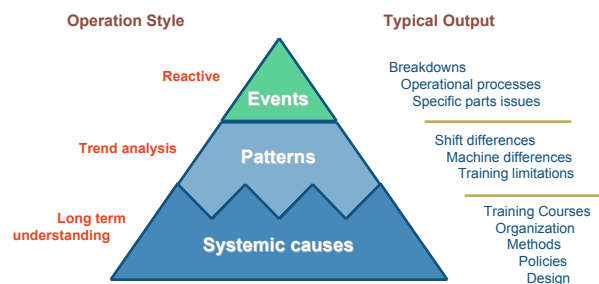 Operation Style
Typical Output
Reactive
Events
Breakdowns
Operational processes
Specific parts issues
Trend analysis
Patterns
Shift differences
Machine differences
Training limitations
Long term
understanding
Systemic causes
Training Courses
Organization
Methods
Policies
Design